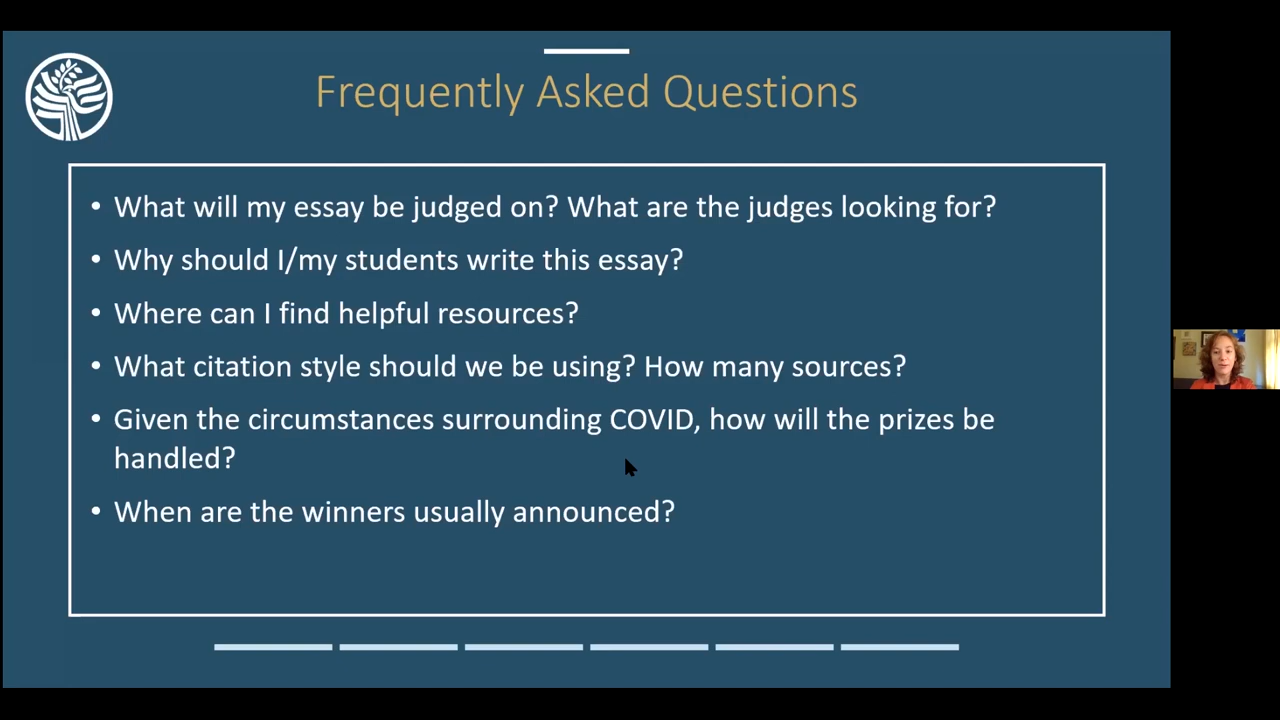 Frequently Asked Questions
• What will my essay be judged on? What are the judges looking for?
• Why should I/my students write this essay?
• Where can I find helpful resources?
• What citation style should we be using? How many sources?
• Given the circumstances surrounding COVID, how will the prizes be
handled?
• When are the winners usually announced?